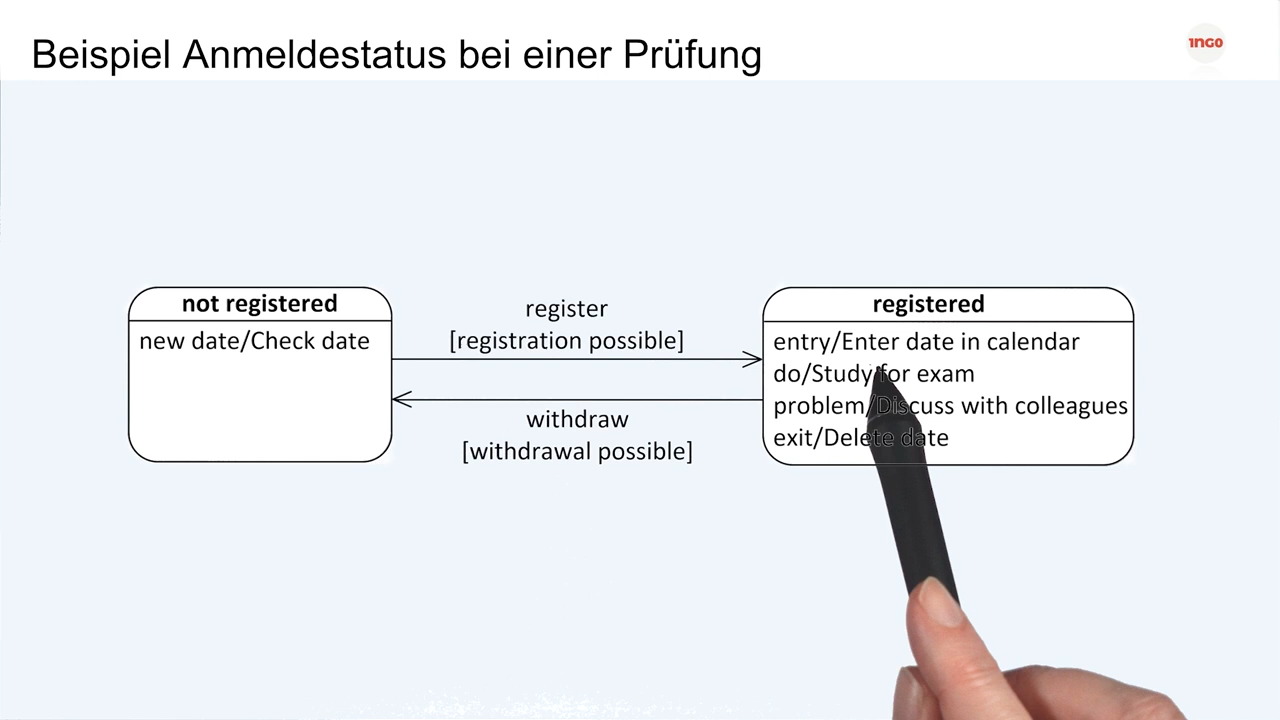 Beispiel Anmeldestatus bei einer Prüfung
1NGO
not registered
new date/Check date
register
[registration possible]
withdraw
[withdrawal possible]
registered
entry/Enter date in calendar
do/Study for exam
problem/Discuss with colleagues
exit/Delete date